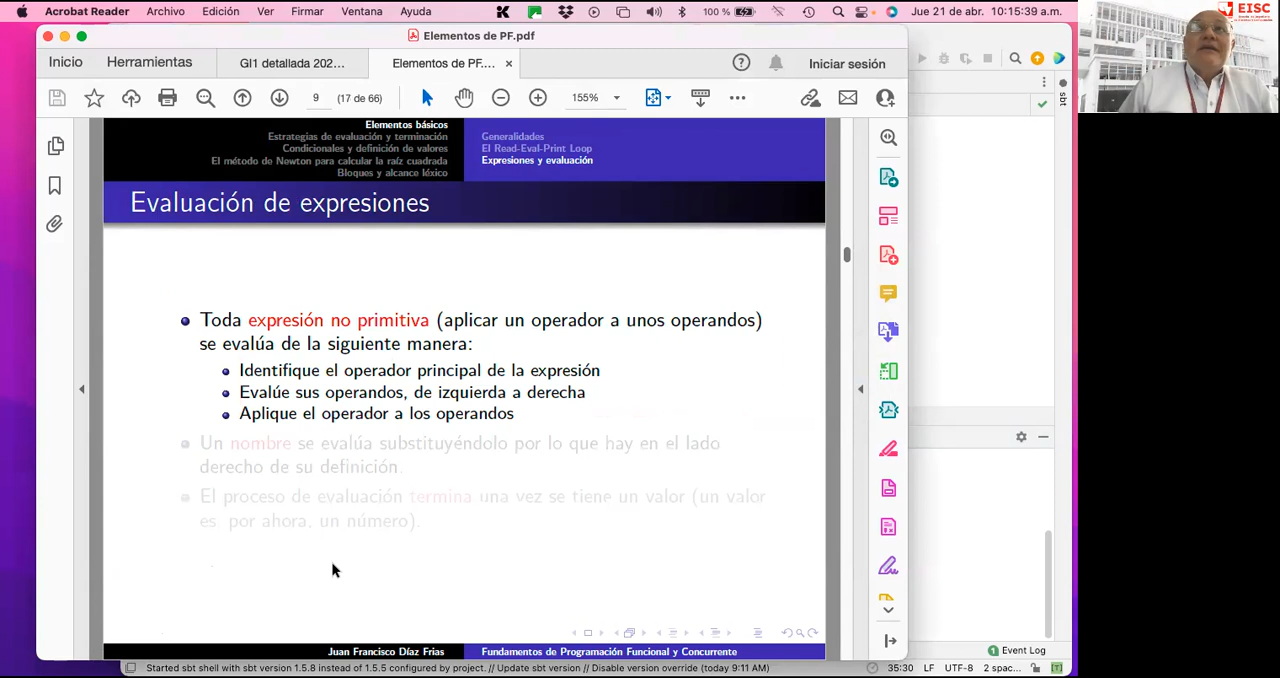 Acrobat Reader Archivo Edición Ver Firmar Ventana Ayuda 100 % Jue 21 de abr. 10:15:39 a.m.
EISC
Elementos de PF.pdf
Inicio Herramientas GI1 detallada 202... Elementos de PF.... × Iniciar sesión
9 (17 de 66) 155%
sbt
Elementos básicos
Estrategias de evaluación y terminación
Condicionales y definición de valores
El método de Newton para calcular la raíz cuadrada
Bloques y alcance léxico
Generalidades
El Read-Eval-Print Loop
Expresiones y evaluación
Evaluación de expresiones
Toda expresión no primitiva (aplicar un operador a unos operandos)
se evalúa de la siguiente manera:
Identifique el operador principal de la expresión
Evalúe sus operandos, de izquierda a derecha
Aplique el operador a los operandos
Un nombre se evalúa substituyéndolo por lo que hay en el lado
derecho de su definición.
El proceso de evaluación termina una vez se tiene un valor (un valor
es, por ahora, un número).
Juan Francisco Díaz Frias Fundamentos de Programación Funcional y Concurrente
Event Log
Started sbt shell with sbt version 1.5.8 instead of 1.5.5 configured by project. // Update sbt version // Disable version override (today 9:11 AM) 35:30 LF UTF-8 2 spac...